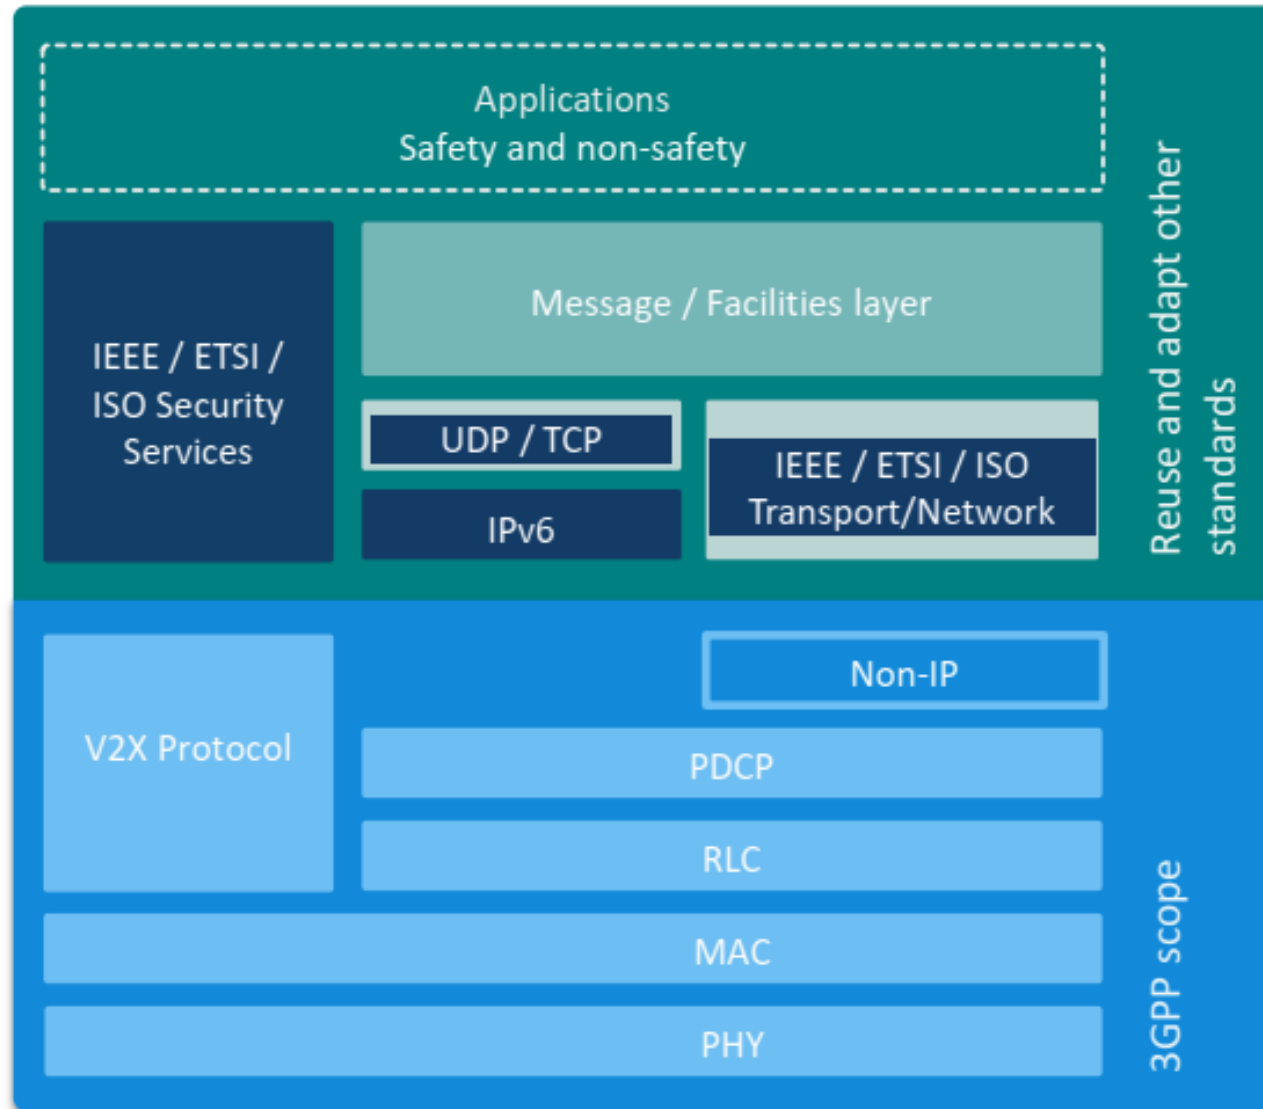 Applications
Safety and non-safety
IEEE / ETSI /
ISO Security
Services
Message / Facilities layer
UDP / TCP
IPv6
IEEE / ETSI / ISO
Transport/Network
Reuse and adapt other
standards
V2X Protocol
Non-IP
PDCP
RLC
MAC
PHY
3GPP scope